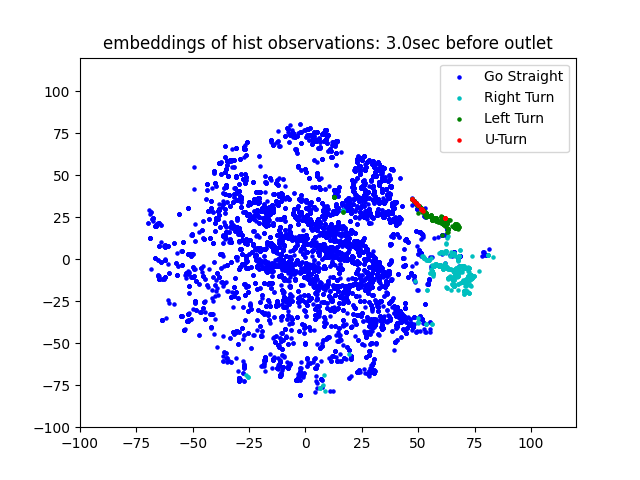 embeddings of hist observations: 3.0sec before outlet
Go Straight
Right Turn
Left Turn
U-Turn
100
75
50
25
0
−25
−50
−75
−100
−100 −75 −50 −25 0 25 50 75 100